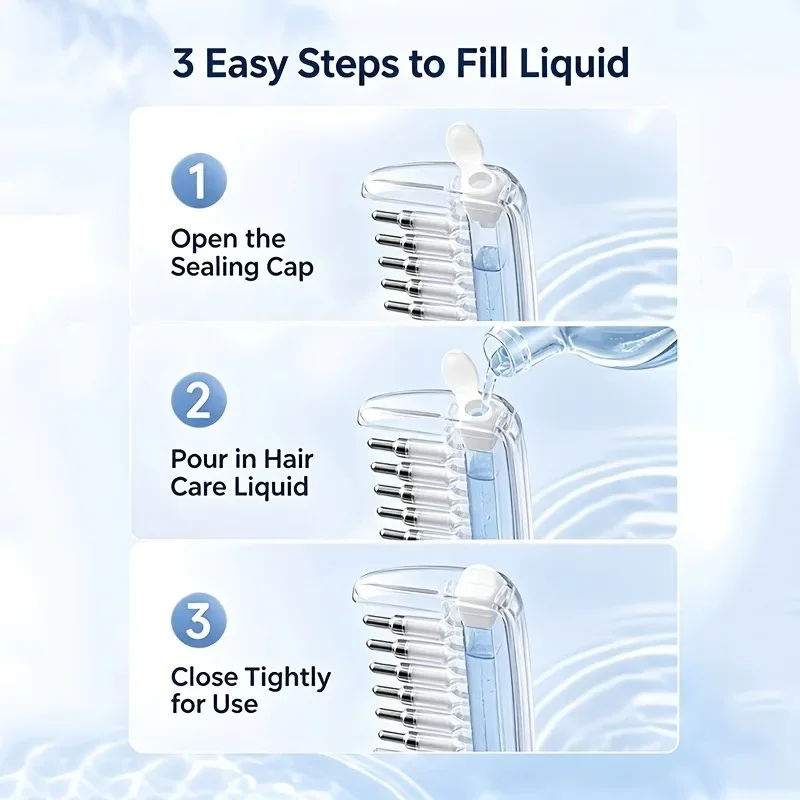 3 Easy Steps to Fill Liquid
1
Open the
Sealing Cap
2
Pour in Hair
Care Liquid
3
Close Tightly
for Use